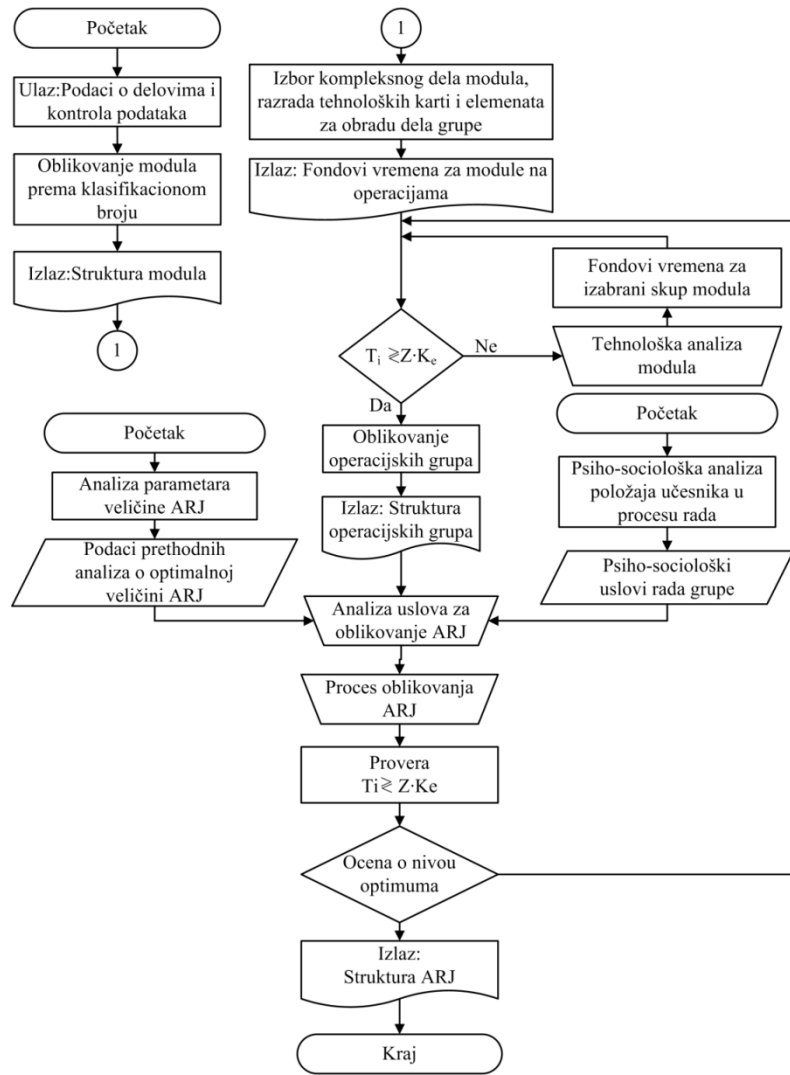 Početak
Ulaz:Podaci o delovima i
kontrola podataka
Oblikovanje modula
prema klasifikacionom
broju
Izlaz:Struktura modula
1
1
Izbor kompleksnog dela modula,
razrada tehnoloških karti i elemenata
za obradu dela grupe
Izlaz: Fondovi vremena za module na
operacijama
Fondovi vremena za
izabrani skup modula
Tehnološka analiza
modula
Ti ≷Z·Ke
Ne
Da
Oblikovanje
operacijskih grupa
Izlaz: Struktura
operacijskih grupa
Početak
Analiza parametara
veličine ARJ
Podaci prethodnih
analiza o optimalnoj
veličini ARJ
Početak
Psiho-sociološka analiza
položaja učesnika u
procesu rada
Psiho-sociološki
uslovi rada grupe
Analiza uslova za
oblikovanje ARJ
Proces oblikovanja
ARJ
Provera
Ti≷ Z·Ke
Ocena o nivou
optimuma
Izlaz:
Struktura ARJ
Kraj